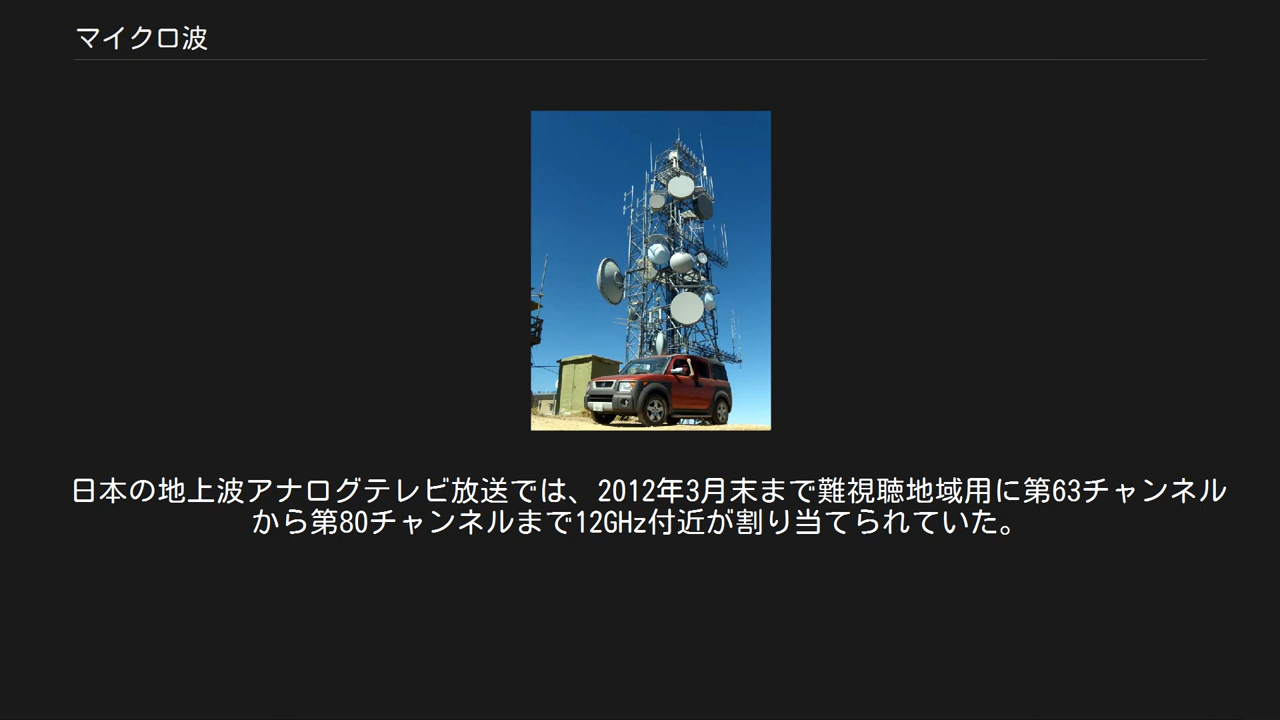 マイクロ波
日本の地上波アナログテレビ放送では、2012年3月末まで難視聴地域用に第63チャンネル
から第80チャンネルまで12GHz付近が割り当てられていた。